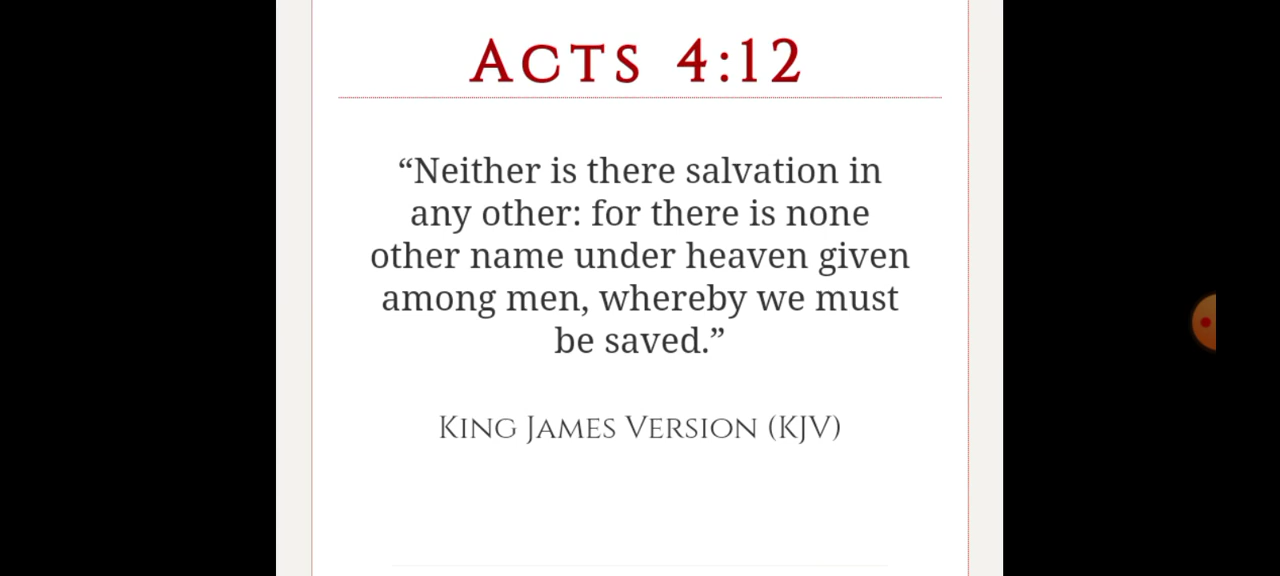 Acts 4:12
“Neither is there salvation in
any other: for there is none
other name under heaven given
among men, whereby we must
be saved.”
King James Version (KJV)